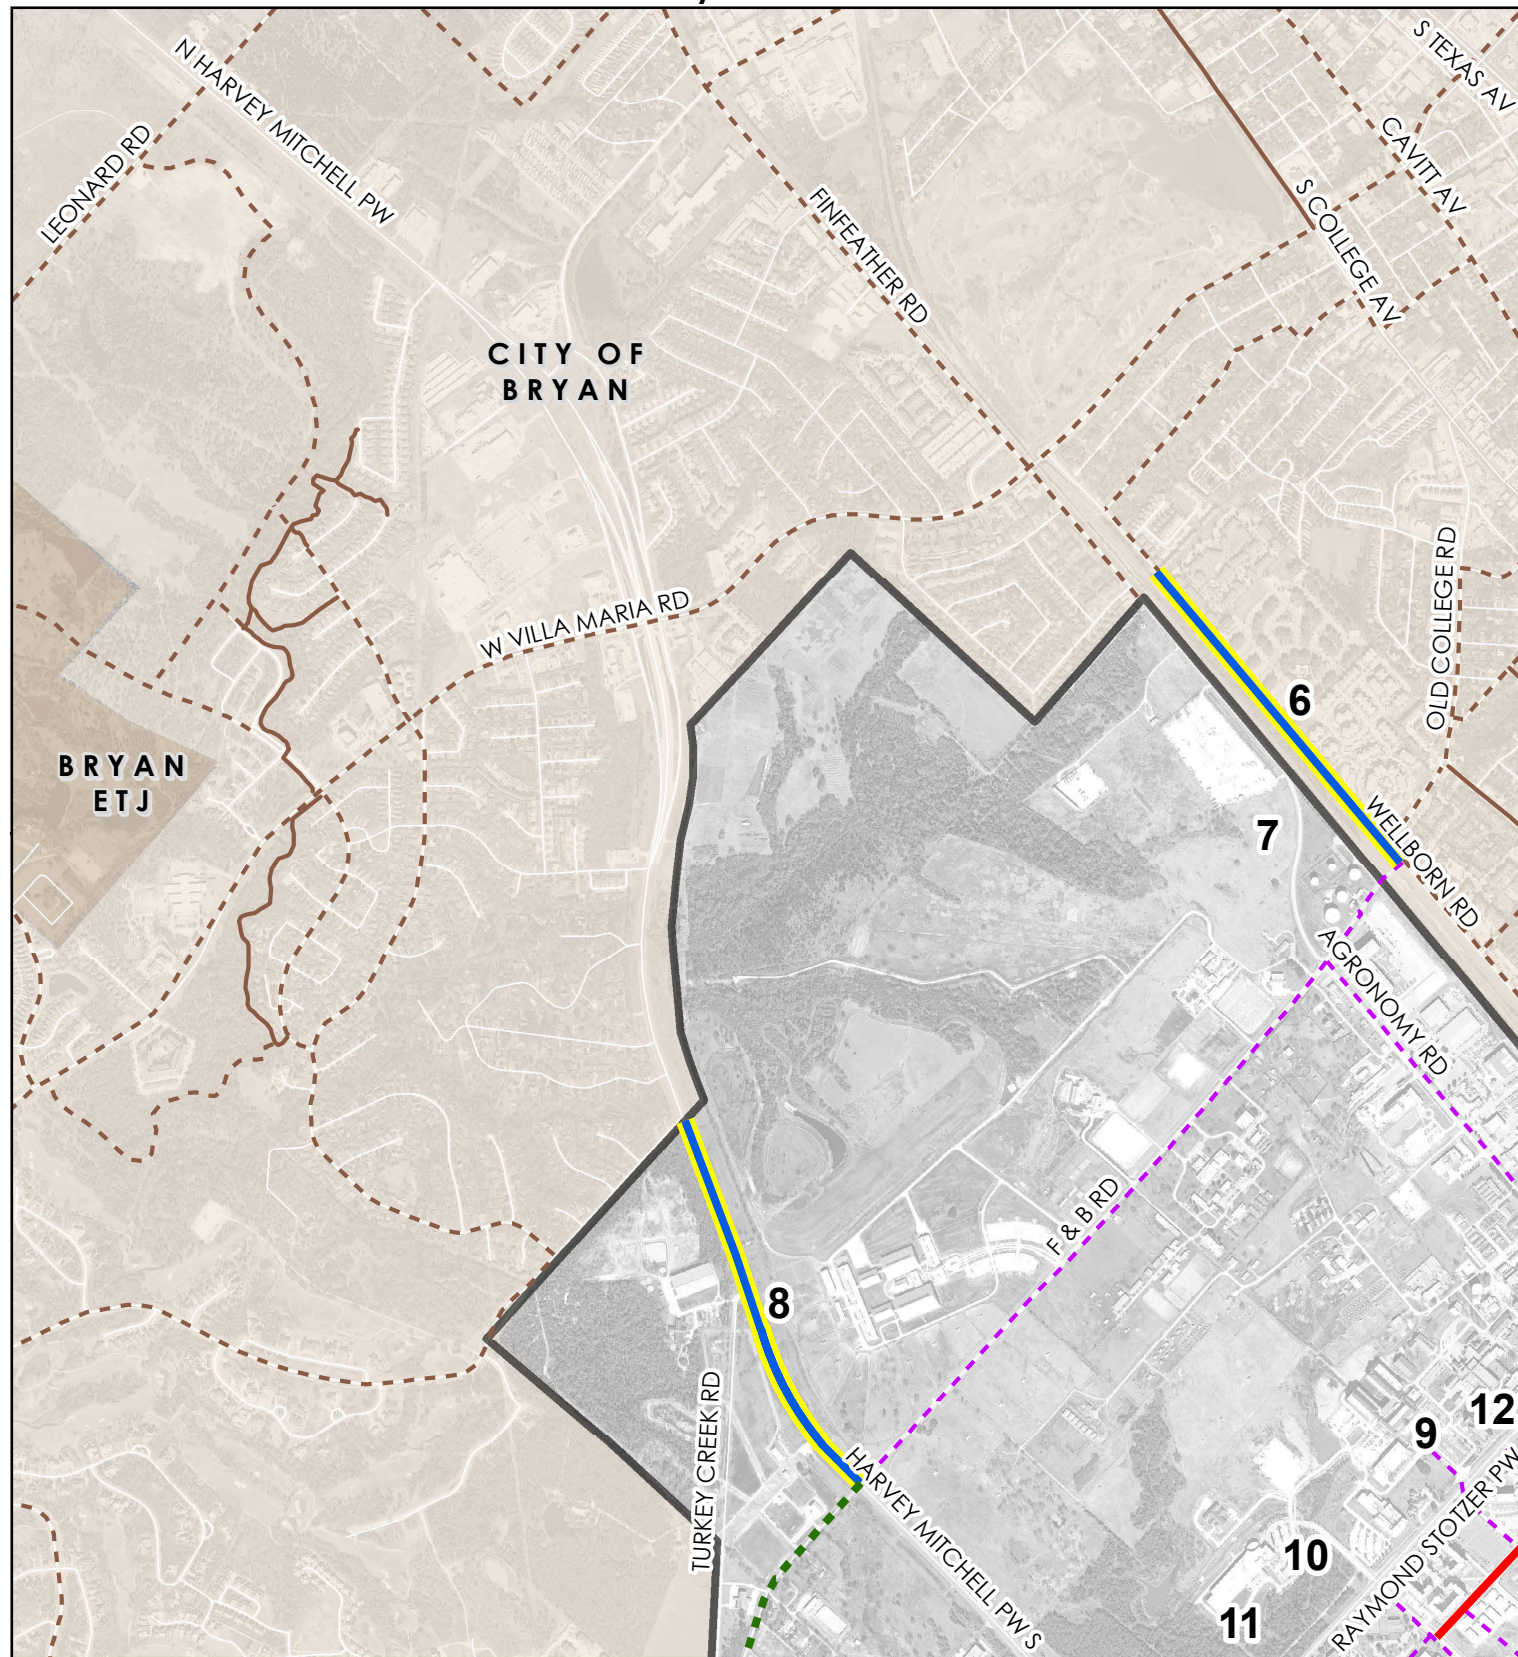 S TEXAS AV
N HARVEY MITCHELL PW
CAVITT AV
LEONARD RD
FINFEATHER RD
S COLLEGE AV
CITY OF
BRYAN
OLD COLLEGE RD
W VILLA MARIA RD
6
BRYAN
ETJ
7
WELLBORN RD
AGRONOMY RD
F & B RD
8
TURKEY CREEK RD
12
9
HARVEY MITCHELL PW S
RAYMOND STOTZER PW
10
11